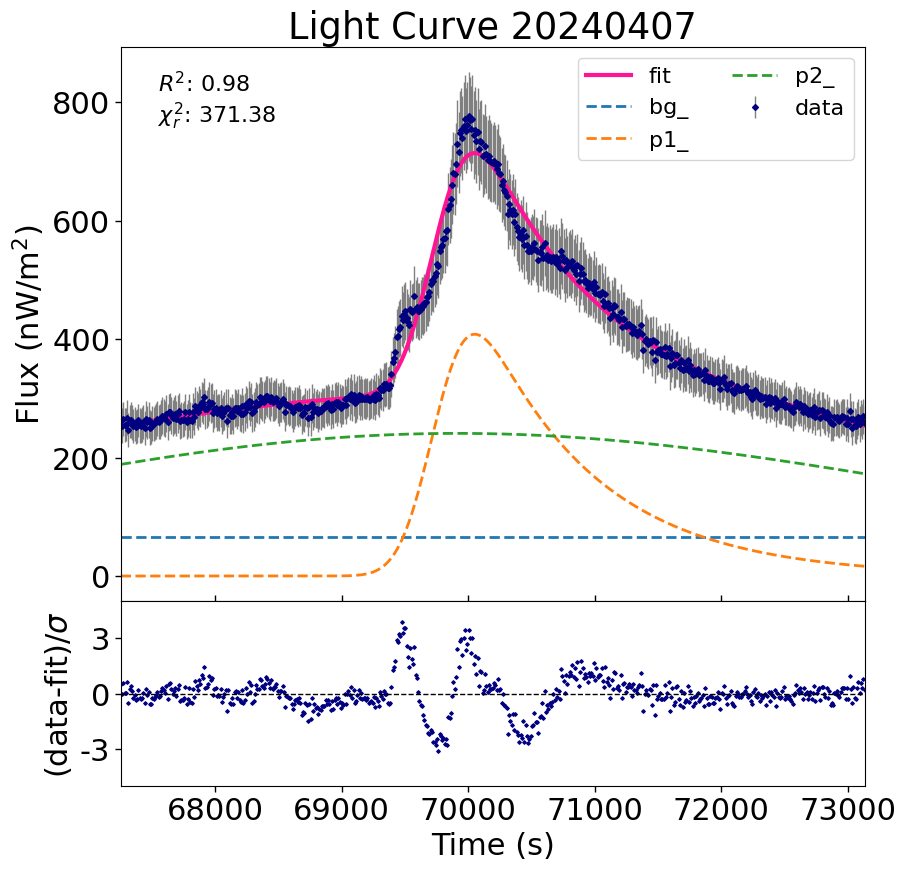 Light Curve 20240407
R²: 0.98
χ²ᵣ: 371.38
fit
bg_
p1_
p2_
data
Flux (nW/m²)
800
600
400
200
0
(data-fit)/σ
3
0
-3
68000 69000 70000 71000 72000 73000
Time (s)